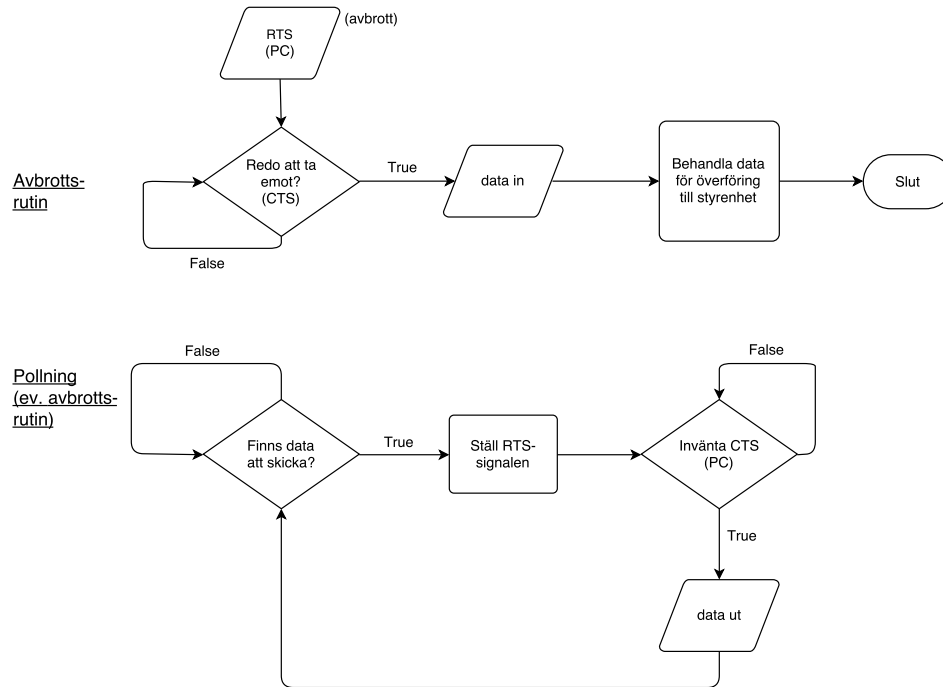 RTS
(PC)
(avbrott)
Avbrotts-
rutin
Redo att ta
emot?
(CTS)
True
False
data in
Behandla data
för överföring
till styrenhet
Slut
Pollning
(ev. avbrotts-
rutin)
False
Finns data
att skicka?
True
Ställ RTS-
signalen
False
Invänta CTS
(PC)
True
data ut